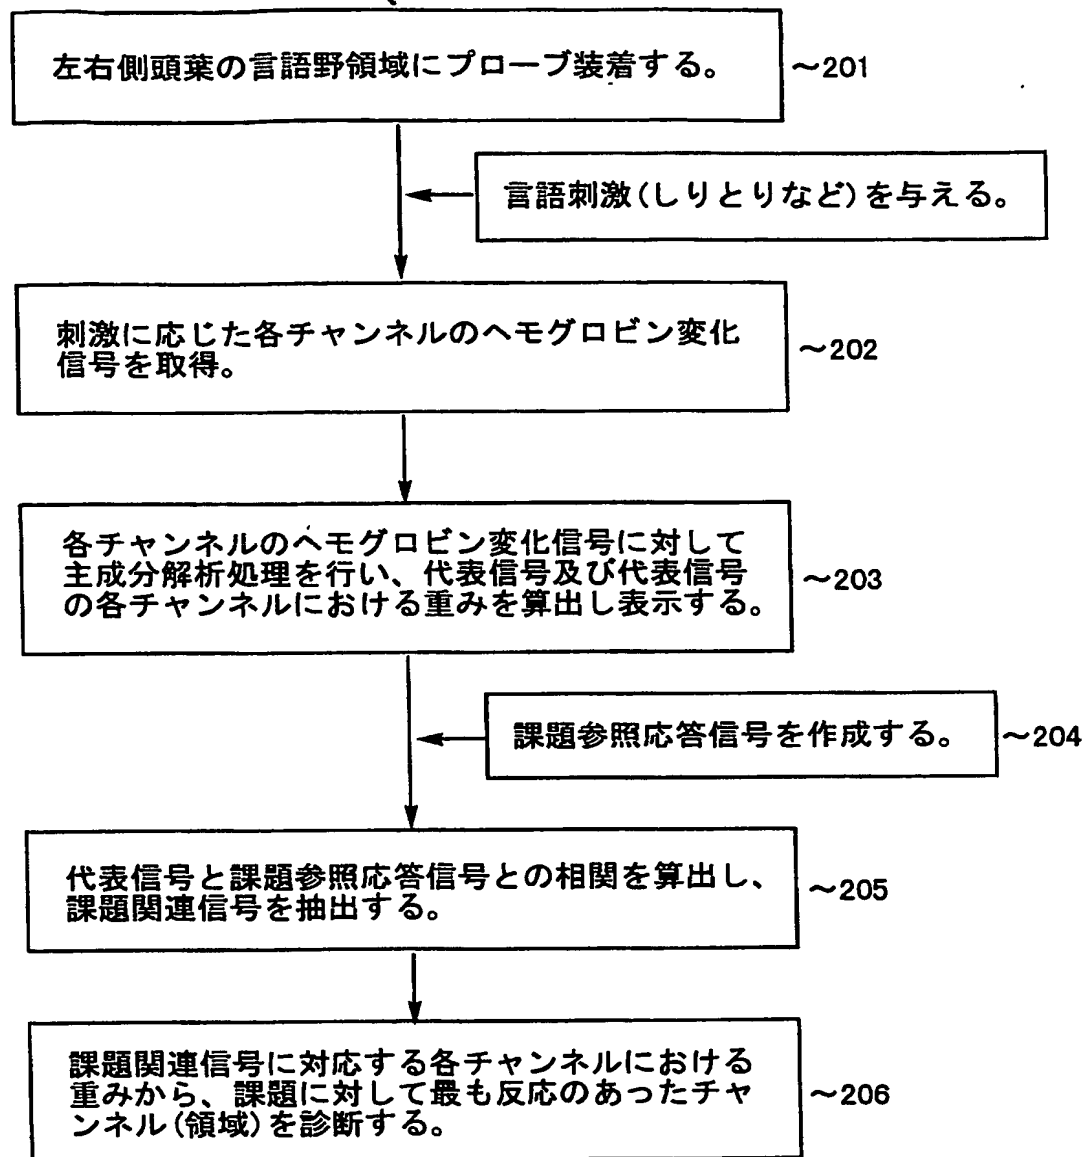 左右側頭葉の言語野領域にプローブ装着する。
～201
言語刺激(しりとりなど)を与える。
刺激に応じた各チャンネルのヘモグロビン変化
信号を取得。
～202
各チャンネルのヘモグロビン変化信号に対して
主成分解析処理を行い、代表信号及び代表信号
の各チャンネルにおける重みを算出し表示する。
～203
課題参照応答信号を作成する。
～204
代表信号と課題参照応答信号との相関を算出し、
課題関連信号を抽出する。
～205
課題関連信号に対応する各チャンネルにおける
重みから、課題に対して最も反応のあったチャ
ンネル(領域)を診断する。
～206